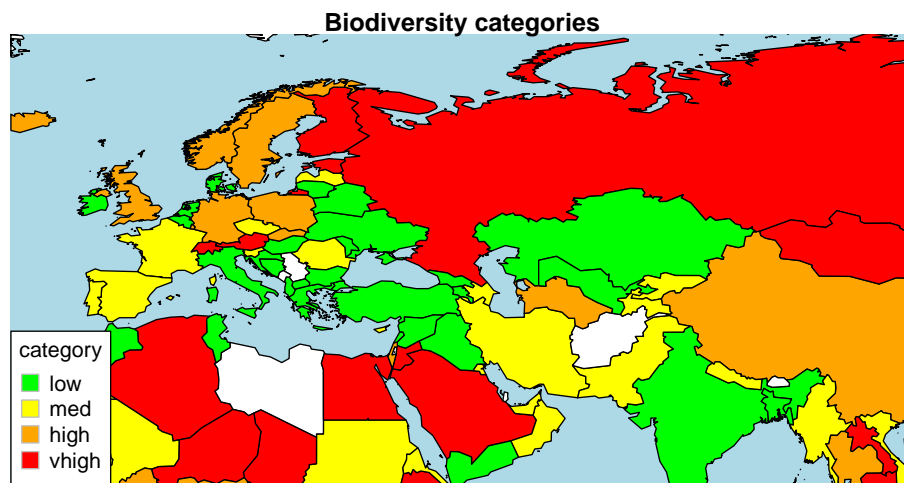 Biodiversity categories
category
low
med
high
vhigh